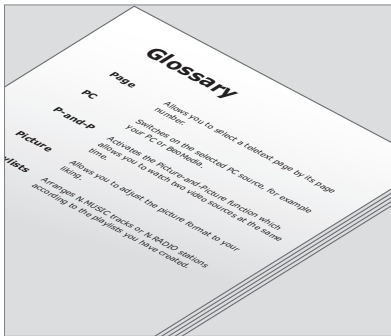 Glossary
Page
Allows you to select a teletext page by its page
number.
PC
Switches on the selected PC source, for example
your PC or BeoMedia.
P-and-P
Activates the Picture-and-Picture function which
allows you to watch two video sources at the same
time.
Picture
Allows you to adjust the picture format to your
liking.
ylists
Arranges N.MUSIC tracks or N.RADIO stations
according to the playlists you have created.